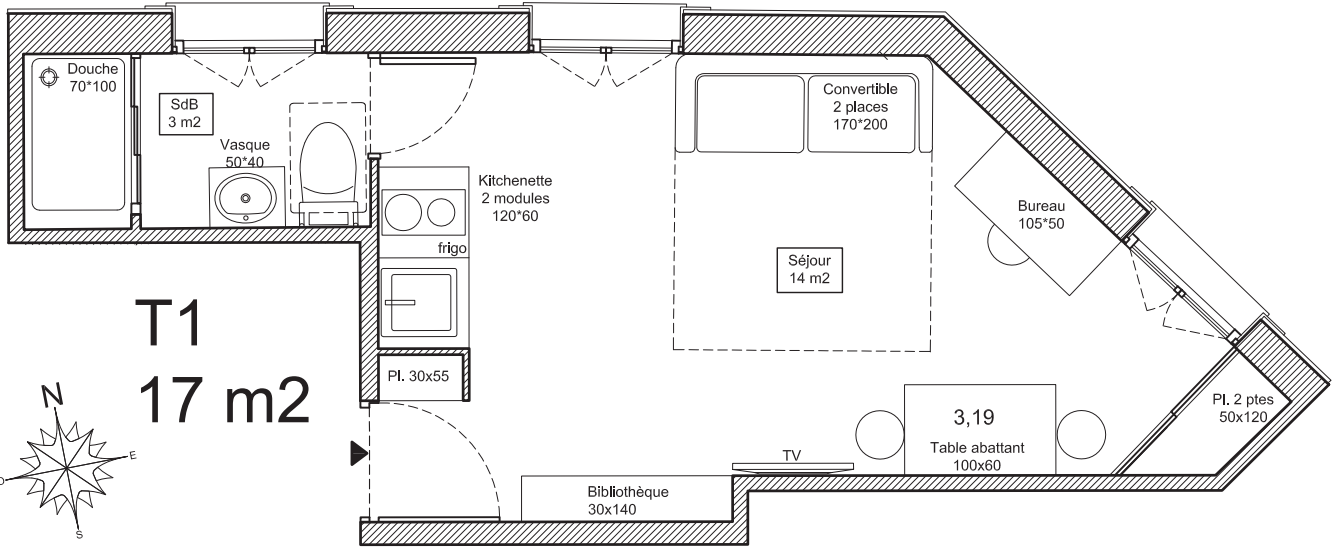 Douche
70*100
SdB
3 m2
Vasque
50*40
Kitchenette
2 modules
120*60
frigo
Convertible
2 places
170*200
Bureau
105*50
Séjour
14 m2
T1
17 m2
Pl. 30x55
Pl. 2 ptes
50x120
3,19
Table abattant
100x60
TV
Bibliothèque
30x140
N
E
S
O